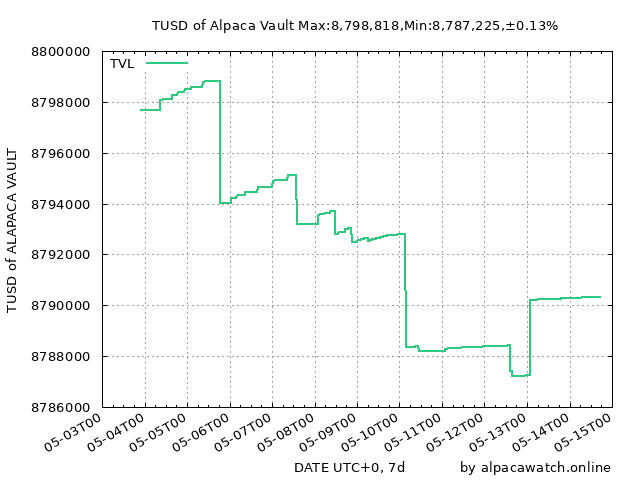 TUSD of Alpaca Vault Max:8,798,818,Min:8,787,225,±0.13%
TVL
8800000
8798000
8796000
8794000
8792000
8790000
8788000
8786000
TUSD of ALAPACA VAULT
05-03T00
05-04T00
05-05T00
05-06T00
05-07T00
05-08T00
05-09T00
05-10T00
05-11T00
05-12T00
05-13T00
05-14T00
05-15T00
DATE UTC+0, 7d
by alpacawatch.online